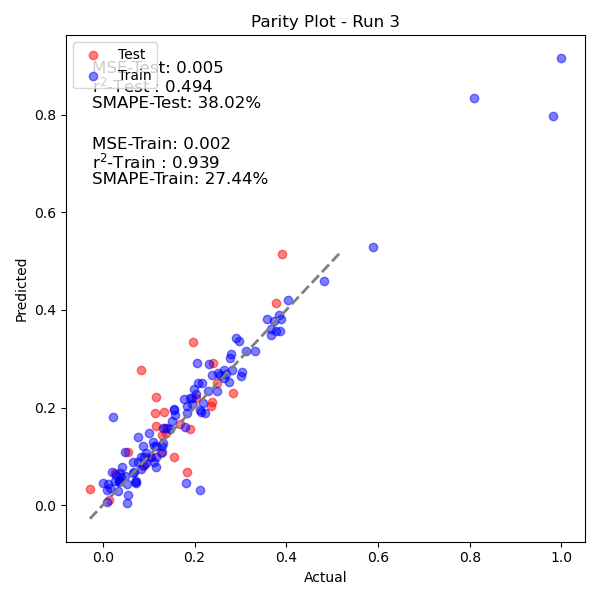 Parity Plot - Run 3
Test
Train
MSE-Test: 0.005
r²-Test : 0.494
SMAPE-Test: 38.02%
MSE-Train: 0.002
r²-Train : 0.939
SMAPE-Train: 27.44%
Predicted
0.8
0.6
0.4
0.2
0.0
0.0 0.2 0.4 0.6 0.8 1.0
Actual